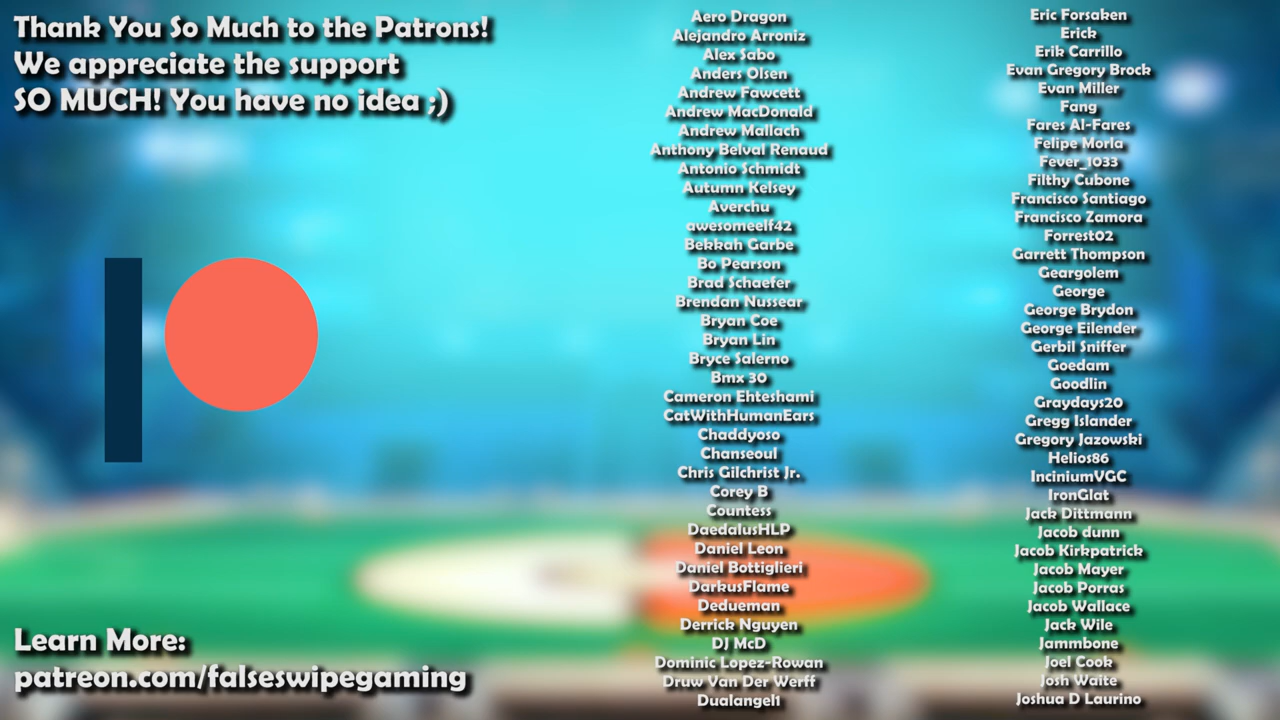 Thank You So Much to the Patrons!
We appreciate the support
SO MUCH! You have no idea ;)
Learn More:
patreon.com/falseswipegaming
Aero Dragon
Alejandro Arroniz
Alex Sabo
Anders Olsen
Andrew Fawcett
Andrew MacDonald
Andrew Mallach
Anthony Belval Renaud
Antonio Schmidt
Autumn Kelsey
Averchu
awesomeelf42
Bekkah Garbe
Bo Pearson
Brad Schaefer
Brendan Nussear
Bryan Coe
Bryan Lin
Bryce Salerno
Bmx 30
Cameron Ehteshami
CatWithHumanEars
Chaddyoso
Chanseoul
Chris Gilchrist Jr.
Corey B
Countess
DaedalusHLP
Daniel Leon
Daniel Bottiglieri
DarkusFlame
Dedueman
Derrick Nguyen
DJ McD
Dominic Lopez-Rowan
Druw Van Der Werff
Dualangel1
Eric Forsaken
Erick
Erik Carrillo
Evan Gregory Brock
Evan Miller
Fang
Fares Al-Fares
Felipe Morla
Fever_1033
Filthy Cubone
Francisco Santiago
Francisco Zamora
Forrest02
Garrett Thompson
Geargolem
George
George Brydon
George Eilender
Gerbil Sniffer
Goedam
Goodlin
Graydays20
Gregg Islander
Gregory Jazowski
Helios86
InciniumVGC
IronGlat
Jack Dittmann
Jacob dunn
Jacob Kirkpatrick
Jacob Mayer
Jacob Porras
Jacob Wallace
Jack Wile
Jammbone
Joel Cook
Josh Waite
Joshua D Laurino